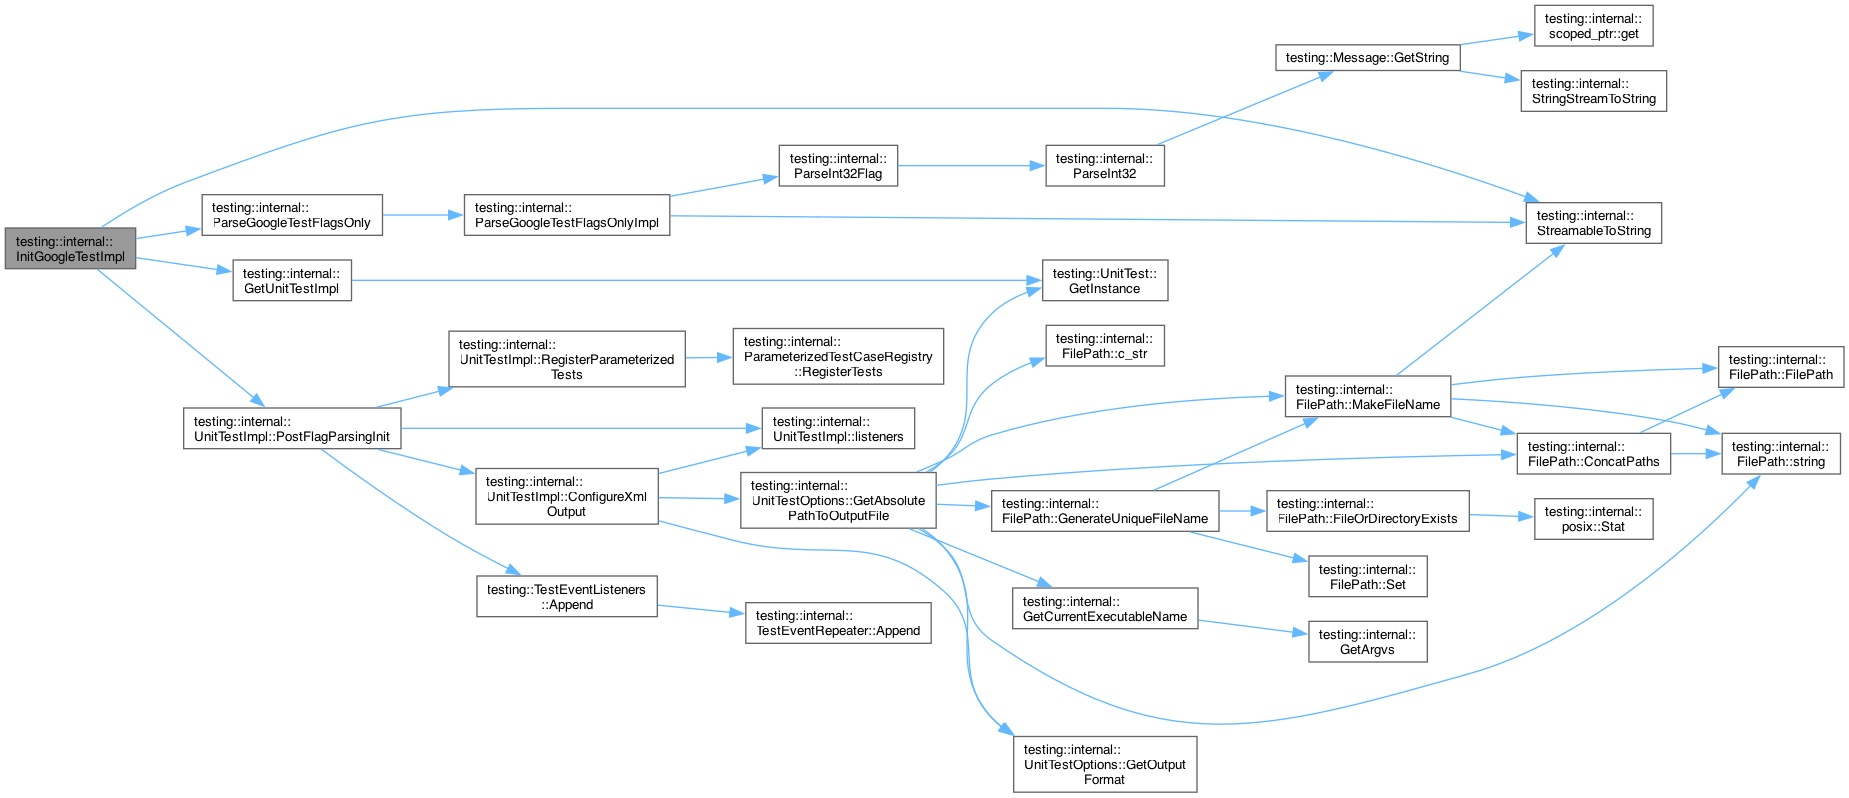 testing::internal::
InitGoogleTestImpl
testing::internal::
ParseGoogleTestFlagsOnly
testing::internal::
GetUnitTestImpl
testing::internal::
UnitTestImpl::PostFlagParsingInit
testing::internal::
ParseGoogleTestFlagsOnlyImpl
testing::internal::
UnitTestImpl::RegisterParameterized
Tests
testing::internal::
UnitTestImpl::ConfigureXml
Output
testing::TestEventListeners
::Append
testing::internal::
ParseInt32Flag
testing::internal::
ParameterizedTestCaseRegistry
::RegisterTests
testing::internal::
UnitTestImpl::listeners
testing::internal::
UnitTestOptions::GetAbsolute
PathToOutputFile
testing::internal::
TestEventRepeater::Append
testing::internal::
ParseInt32
testing::UnitTest::
GetInstance
testing::internal::
FilePath::c_str
testing::internal::
FilePath::GenerateUniqueFileName
testing::internal::
GetCurrentExecutableName
testing::internal::
UnitTestOptions::GetOutput
Format
testing::Message::GetString
testing::internal::
FilePath::MakeFileName
testing::internal::
FilePath::FileOrDirectoryExists
testing::internal::
FilePath::Set
testing::internal::
GetArgvs
testing::internal::
scoped_ptr::get
testing::internal::
StringStreamToString
testing::internal::
StreamableToString
testing::internal::
FilePath::ConcatPaths
testing::internal::
posix::Stat
testing::internal::
FilePath::FilePath
testing::internal::
FilePath::string